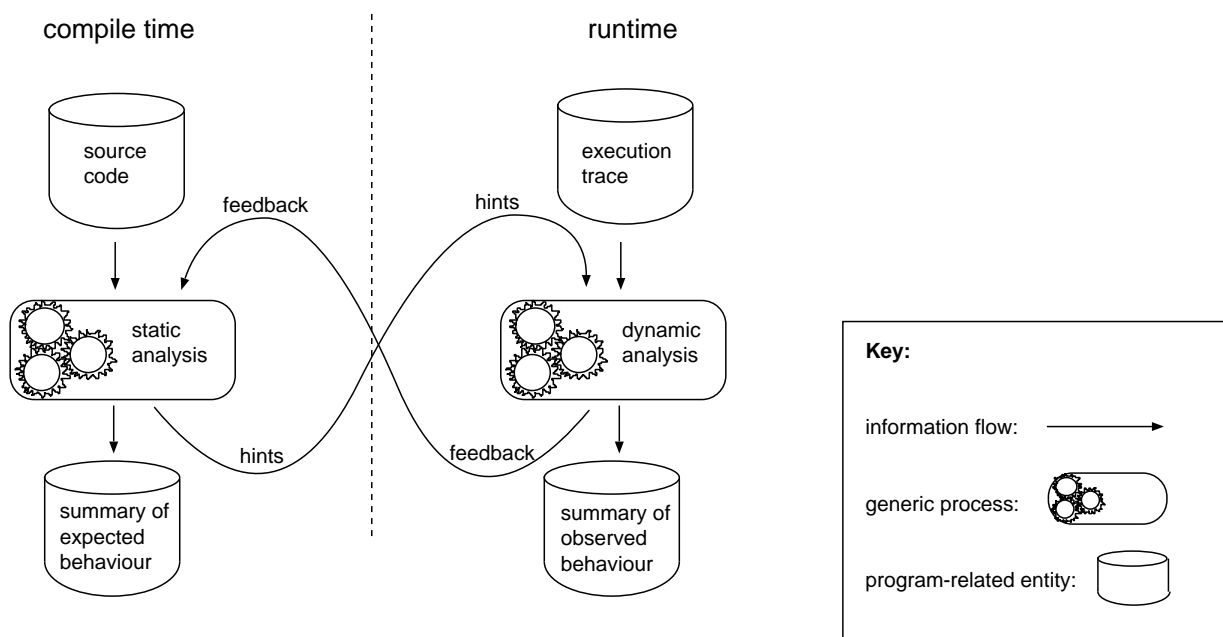 compile time
runtime
source
code
execution
trace
feedback
hints
static
analysis
dynamic
analysis
hints
feedback
summary of
expected
behaviour
summary of
observed
behaviour
Key:
information flow:
generic process:
program-related entity: